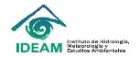 IDEAM
Instituto de Hidrología,
Meteorología y
Estudios Ambientales